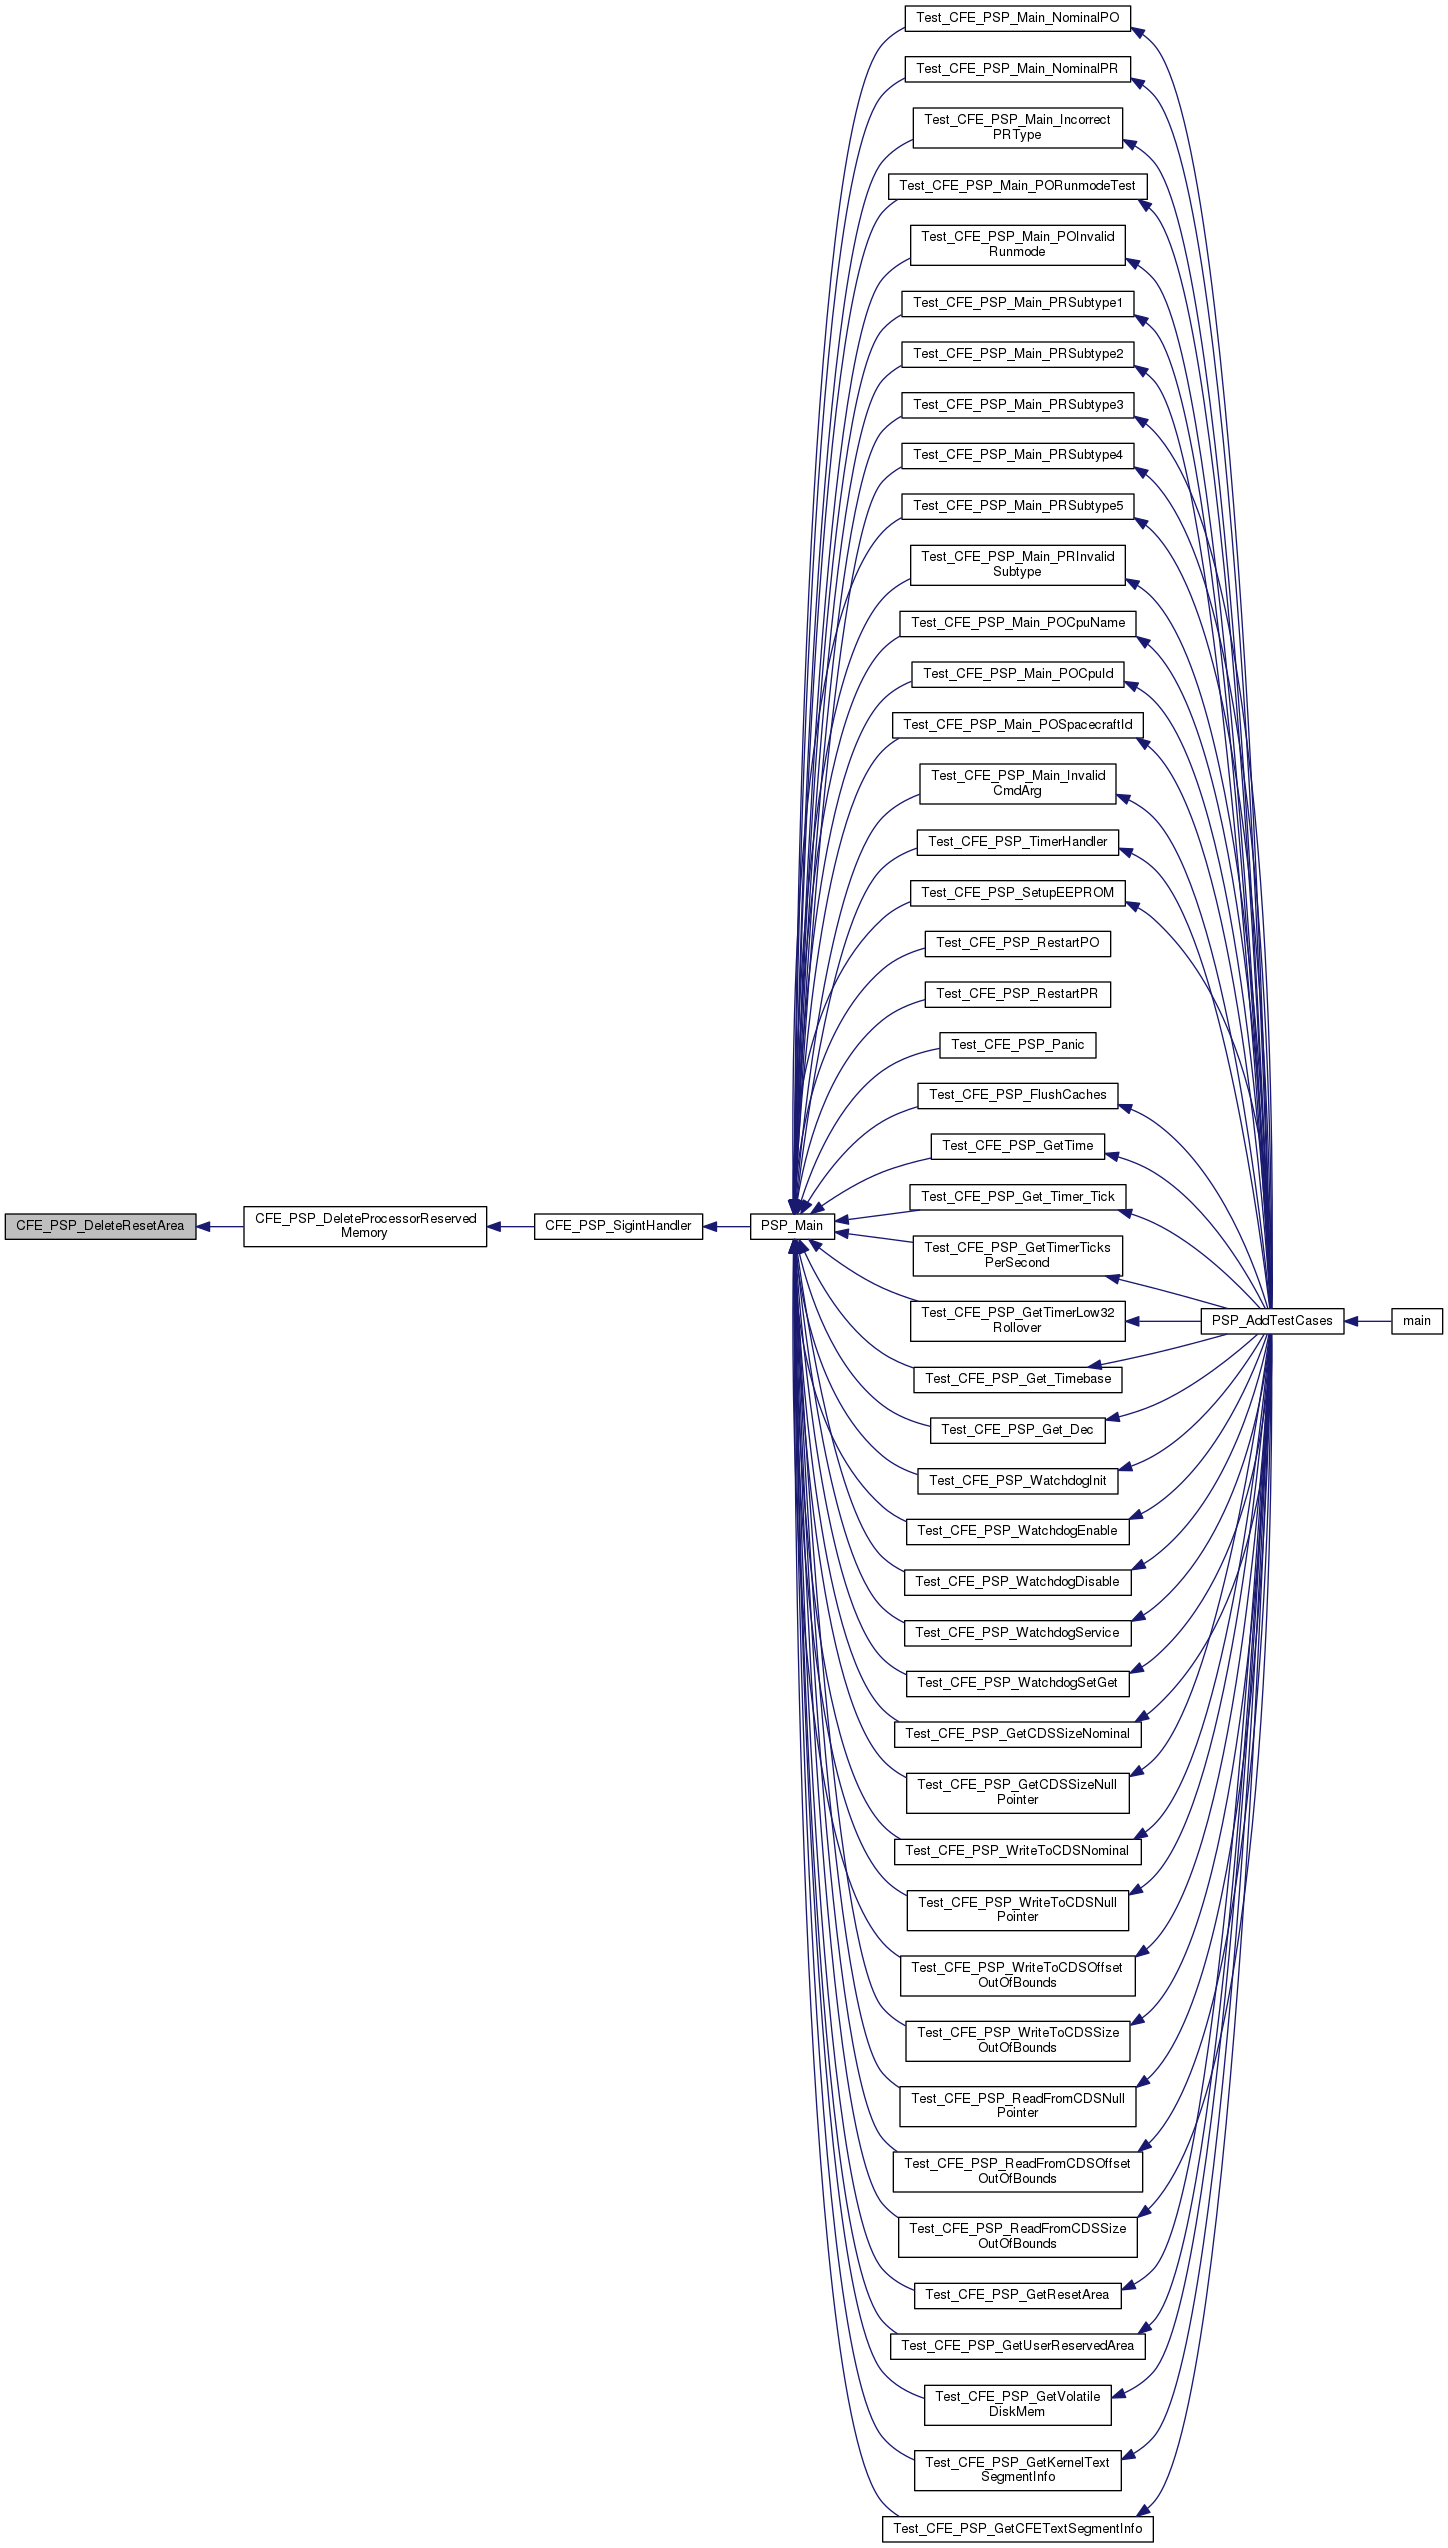 Test_CFE_PSP_Main_NominalPO
Test_CFE_PSP_Main_NominalPR
Test_CFE_PSP_Main_Incorrect
PRType
Test_CFE_PSP_Main_PORunmodeTest
Test_CFE_PSP_Main_POInvalid
Runmode
Test_CFE_PSP_Main_PRSubtype1
Test_CFE_PSP_Main_PRSubtype2
Test_CFE_PSP_Main_PRSubtype3
Test_CFE_PSP_Main_PRSubtype4
Test_CFE_PSP_Main_PRSubtype5
Test_CFE_PSP_Main_PRInvalid
Subtype
Test_CFE_PSP_Main_POCpuName
Test_CFE_PSP_Main_POCpuId
Test_CFE_PSP_Main_POSpacecraftId
Test_CFE_PSP_Main_Invalid
CmdArg
Test_CFE_PSP_TimerHandler
Test_CFE_PSP_SetupEEPROM
Test_CFE_PSP_RestartPO
Test_CFE_PSP_RestartPR
Test_CFE_PSP_Panic
Test_CFE_PSP_FlushCaches
Test_CFE_PSP_GetTime
Test_CFE_PSP_Get_Timer_Tick
CFE_PSP_DeleteResetArea
CFE_PSP_DeleteProcessorReserved
Memory
CFE_PSP_SigintHandler
PSP_Main
Test_CFE_PSP_GetTimerTicks
PerSecond
Test_CFE_PSP_GetTimerLow32
Rollover
PSP_AddTestCases
main
Test_CFE_PSP_Get_Timebase
Test_CFE_PSP_Get_Dec
Test_CFE_PSP_WatchdogInit
Test_CFE_PSP_WatchdogEnable
Test_CFE_PSP_WatchdogDisable
Test_CFE_PSP_WatchdogService
Test_CFE_PSP_WatchdogSetGet
Test_CFE_PSP_GetCDSSizeNominal
Test_CFE_PSP_GetCDSSizeNull
Pointer
Test_CFE_PSP_WriteToCDSNominal
Test_CFE_PSP_WriteToCDSNull
Pointer
Test_CFE_PSP_WriteToCDSOffset
OutOfBounds
Test_CFE_PSP_WriteToCDSSize
OutOfBounds
Test_CFE_PSP_ReadFromCDSNull
Pointer
Test_CFE_PSP_ReadFromCDSOffset
OutOfBounds
Test_CFE_PSP_ReadFromCDSSize
OutOfBounds
Test_CFE_PSP_GetResetArea
Test_CFE_PSP_GetUserReservedArea
Test_CFE_PSP_GetVolatile
DiskMem
Test_CFE_PSP_GetKernelText
SegmentInfo
Test_CFE_PSP_GetCFETextSegmentInfo